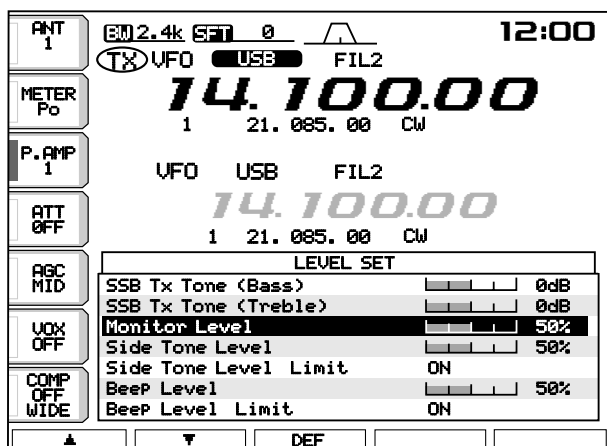 ANT
1
METER
Po
P.AMP
1
ATT
OFF
AGC
MID
VOX
OFF
COMP
OFF
WIDE
BW 2.4k SFT 0
12:00
TX VFO USB FIL2
14.100.00
1 21.085.00 CW
VFO USB FIL2
14.100.00
1 21.085.00 CW
LEVEL SET
SSB Tx Tone (Bass) 0dB
SSB Tx Tone (Treble) 0dB
Monitor Level 50%
Side Tone Level 50%
Side Tone Level Limit ON
Beep Level 50%
Beep Level Limit ON
▲ ▼ DEF